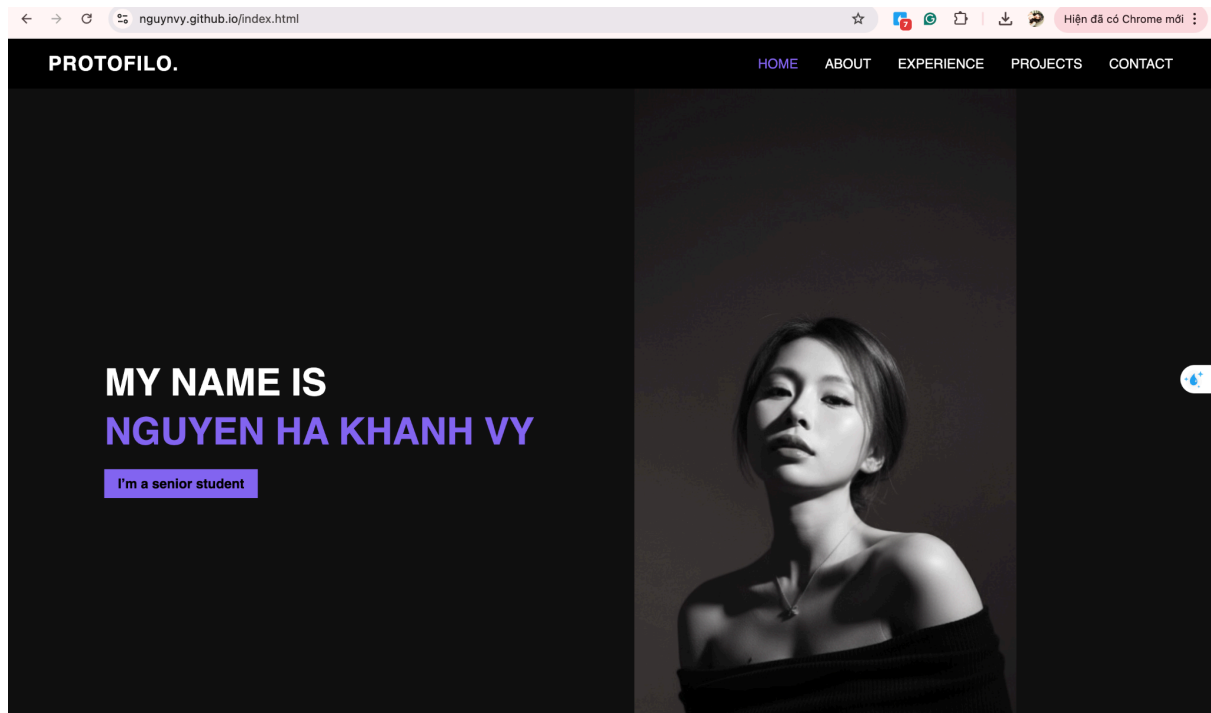 nguynvy.github.io/index.html
7
Hiện đã có Chrome mới
PROTOFILO.
HOME ABOUT EXPERIENCE PROJECTS CONTACT
MY NAME IS
NGUYEN HA KHANH VY
I'm a senior student